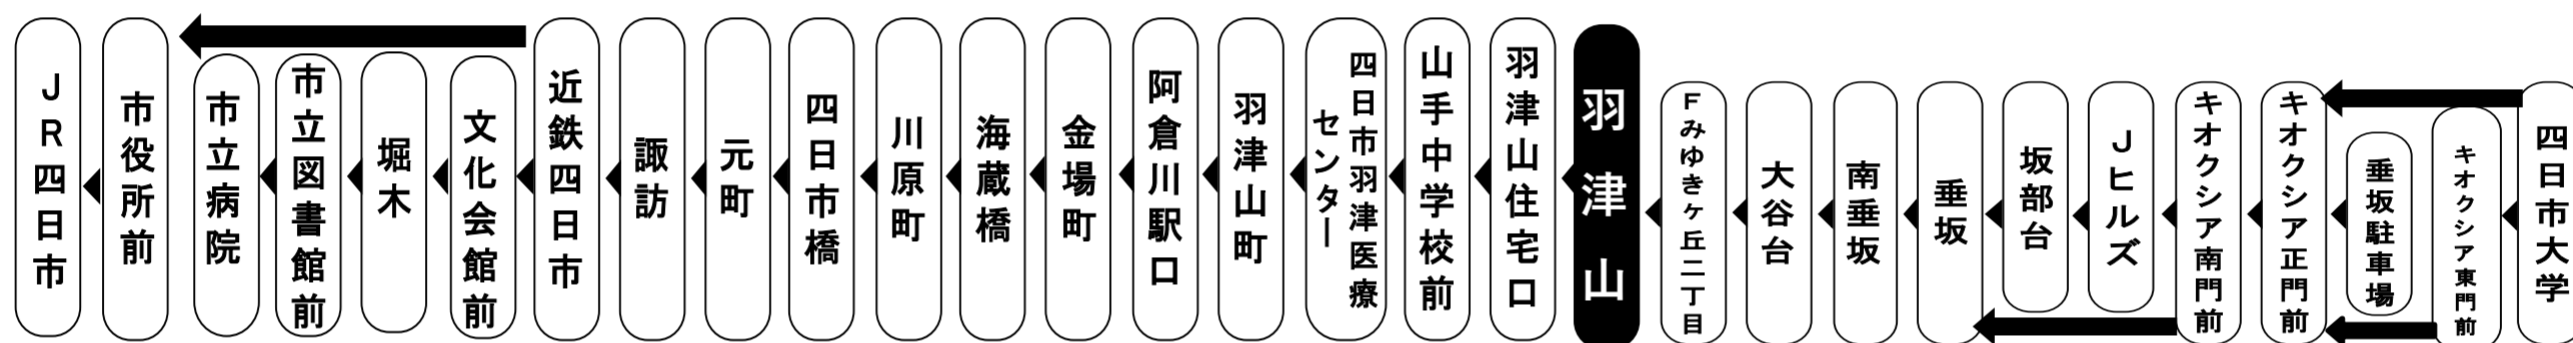 JR四日市
市役所前
市立病院
市立図書館前
堀木
文化会館前
近鉄四日市
諏訪
元町
四日市橋
川原町
海蔵橋
金場町
阿倉川駅口
羽津山町
四日市羽津医療
センター
山手中学校前
羽津山住宅口
羽津山
Fみゆきヶ丘二丁目
大谷台
南垂坂
垂坂
坂部台
Jヒルズ
キオクシア南門前
キオクシア正門前
垂坂駐車場
キオクシア東門前
四日市大学